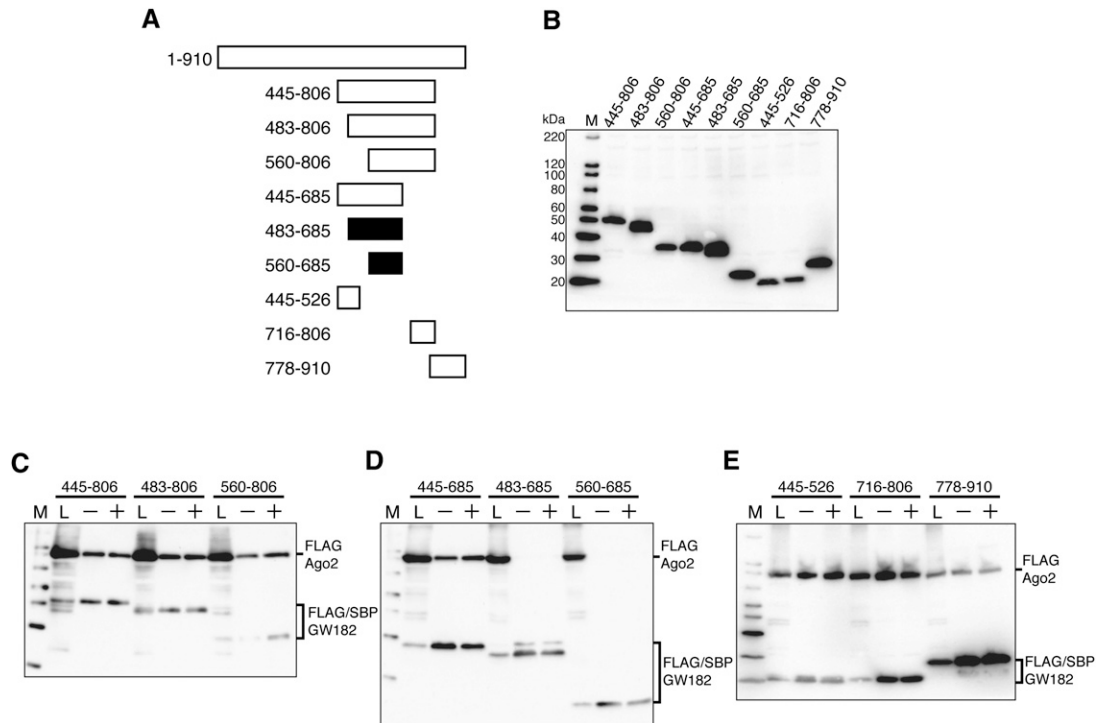 A
1-910
445-806
483-806
560-806
445-685
483-685
560-685
445-526
716-806
778-910
B
kDa M 445-806 483-806 560-806 445-685 483-685 560-685 445-526 716-806 778-910
220
120
100
80
60
50
40
30
20
C
445-806 483-806 560-806
M L − + L − + L − +
FLAG
Ago2
FLAG/SBP
GW182
D
445-685 483-685 560-685
M L − + L − + L − +
FLAG
Ago2
FLAG/SBP
GW182
E
445-526 716-806 778-910
M L − + L − + L − +
FLAG
Ago2
FLAG/SBP
GW182